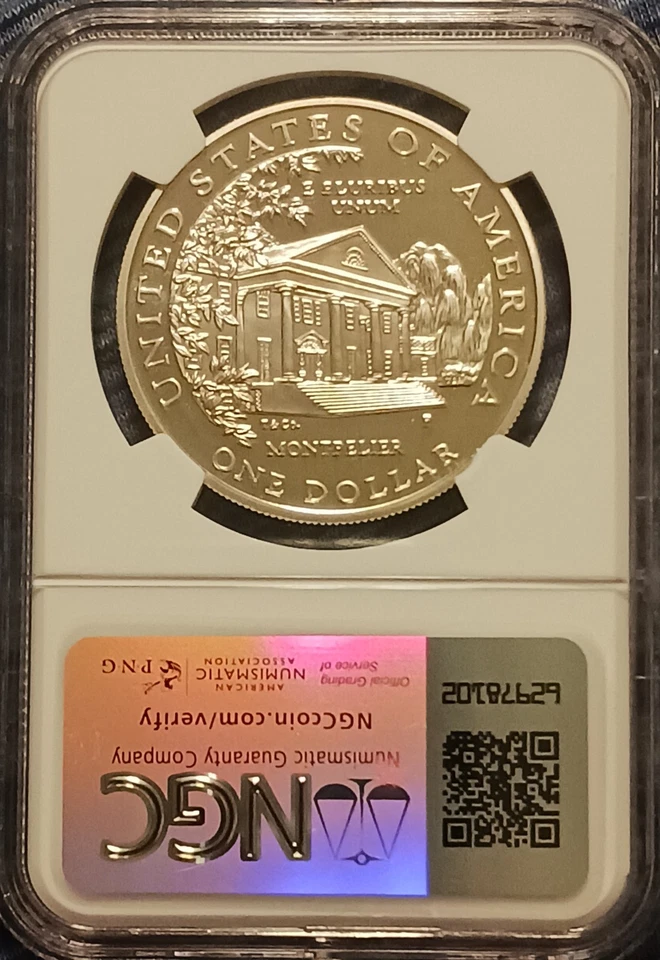 UNITED STATES OF AMERICA
E PLURIBUS
UNUM
T&Co.
P
MONTPELIER
ONE DOLLAR
NGC
Numismatic Guaranty Company
NGCcoin.com/verify
Official Grading
Service of
AMERICAN
NUMISMATIC
ASSOCIATION
PNG